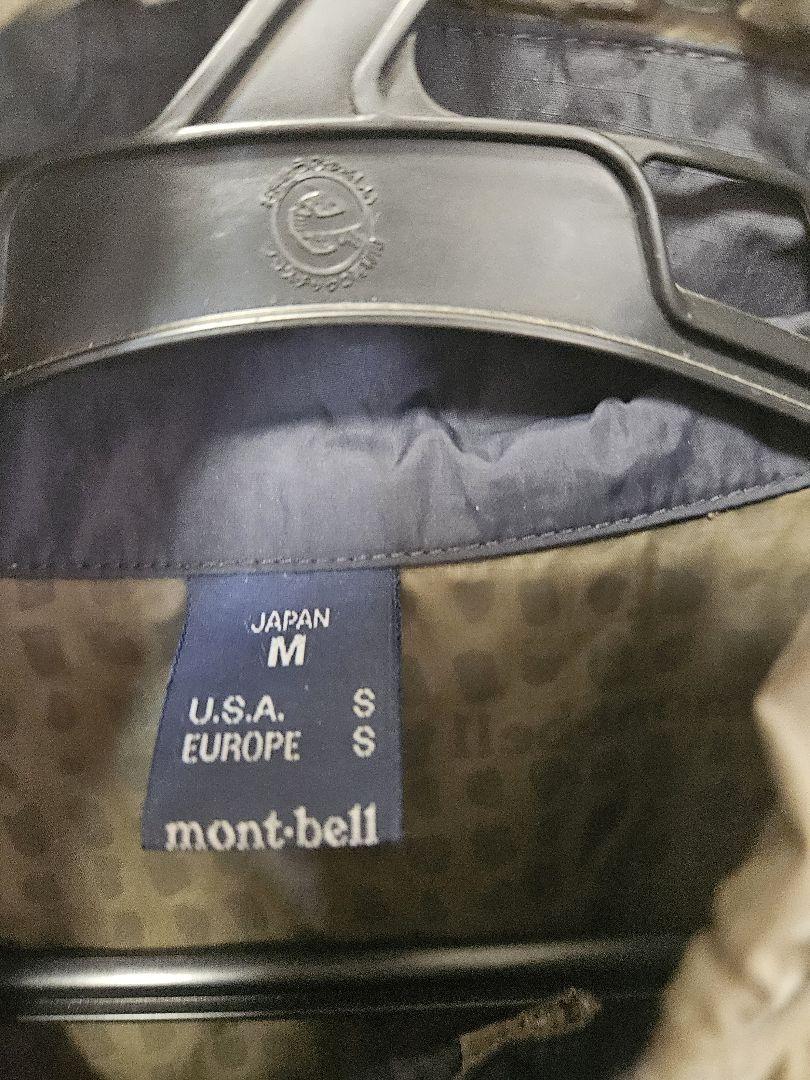 JAPAN
M
U.S.A. S
EUROPE S
mont·bell